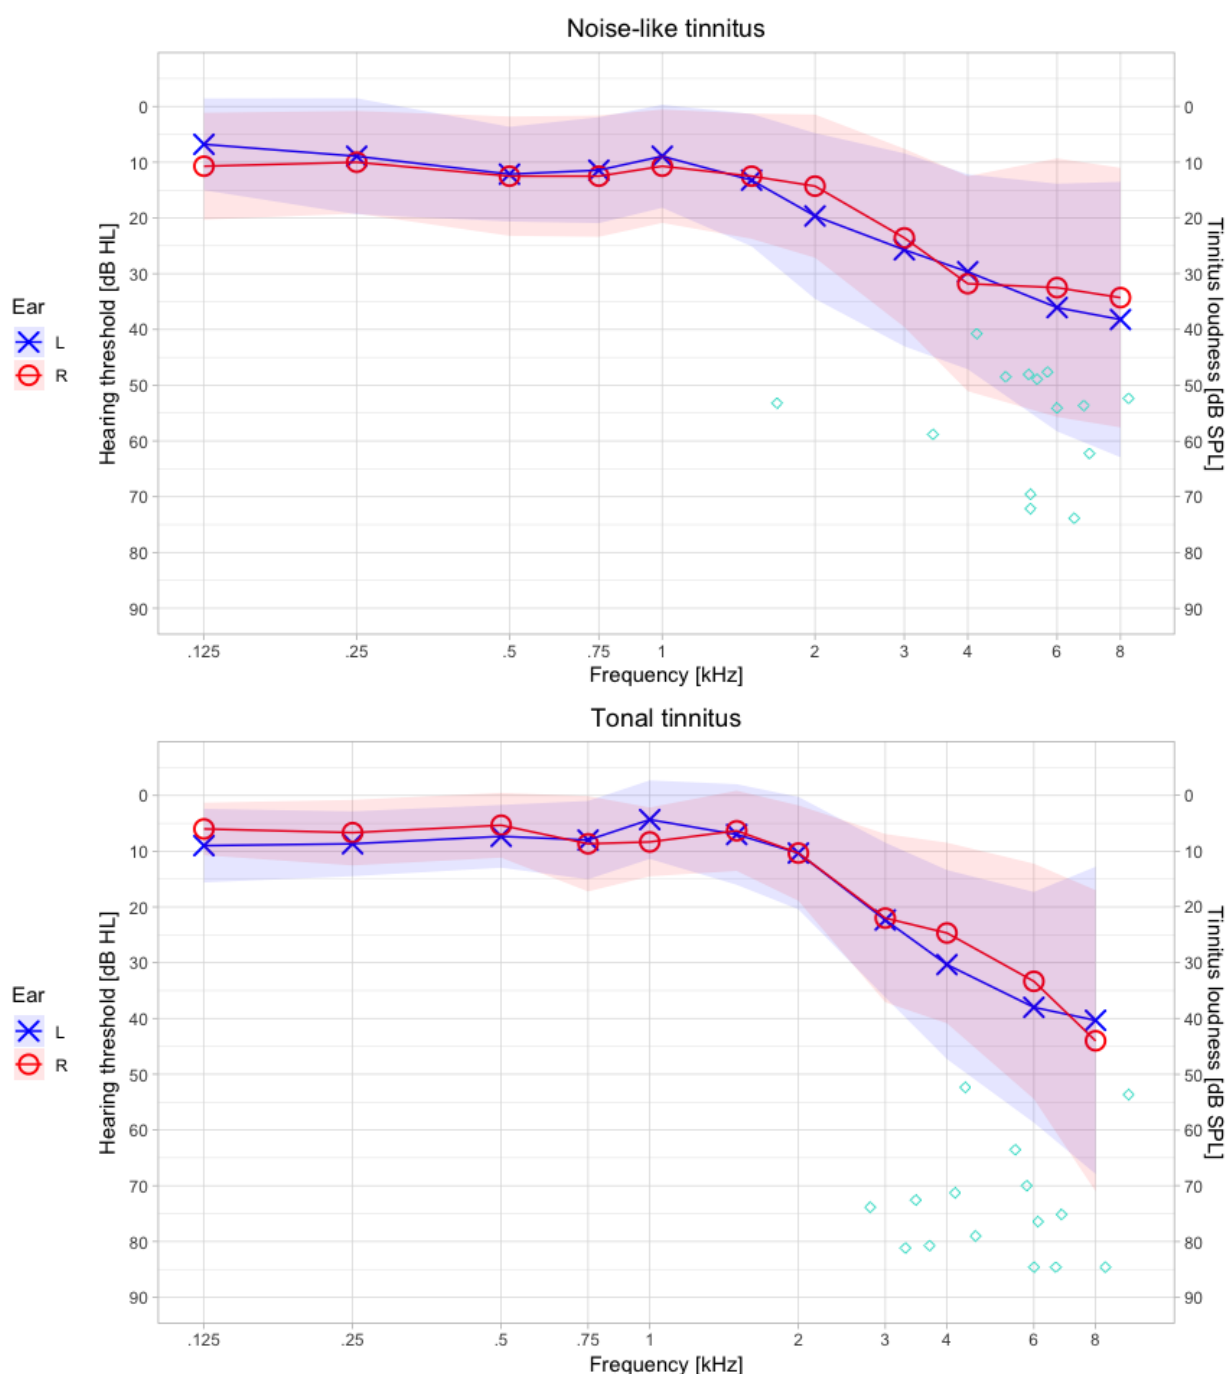 Noise-like tinnitus
0
10
20
30
40
50
60
70
80
90
Hearing threshold [dB HL]
0
10
20
30
40
50
60
70
80
90
Tinnitus loudness [dB SPL]
Ear
L
R
.125 .25 .5 .75 1 2 3 4 6 8
Frequency [kHz]
Tonal tinnitus
0
10
20
30
40
50
60
70
80
90
Hearing threshold [dB HL]
0
10
20
30
40
50
60
70
80
90
Tinnitus loudness [dB SPL]
Ear
L
R
.125 .25 .5 .75 1 2 3 4 6 8
Frequency [kHz]